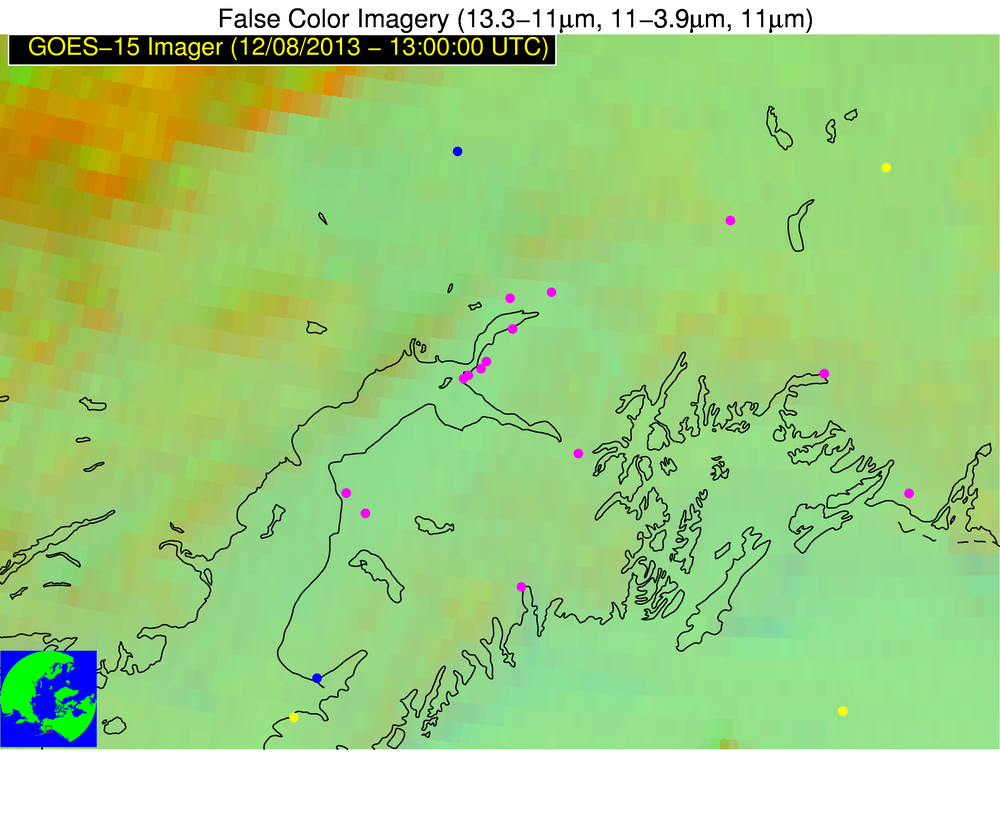 False Color Imagery (13.3−11μm, 11−3.9μm, 11μm)
GOES−15 Imager (12/08/2013 − 13:00:00 UTC)